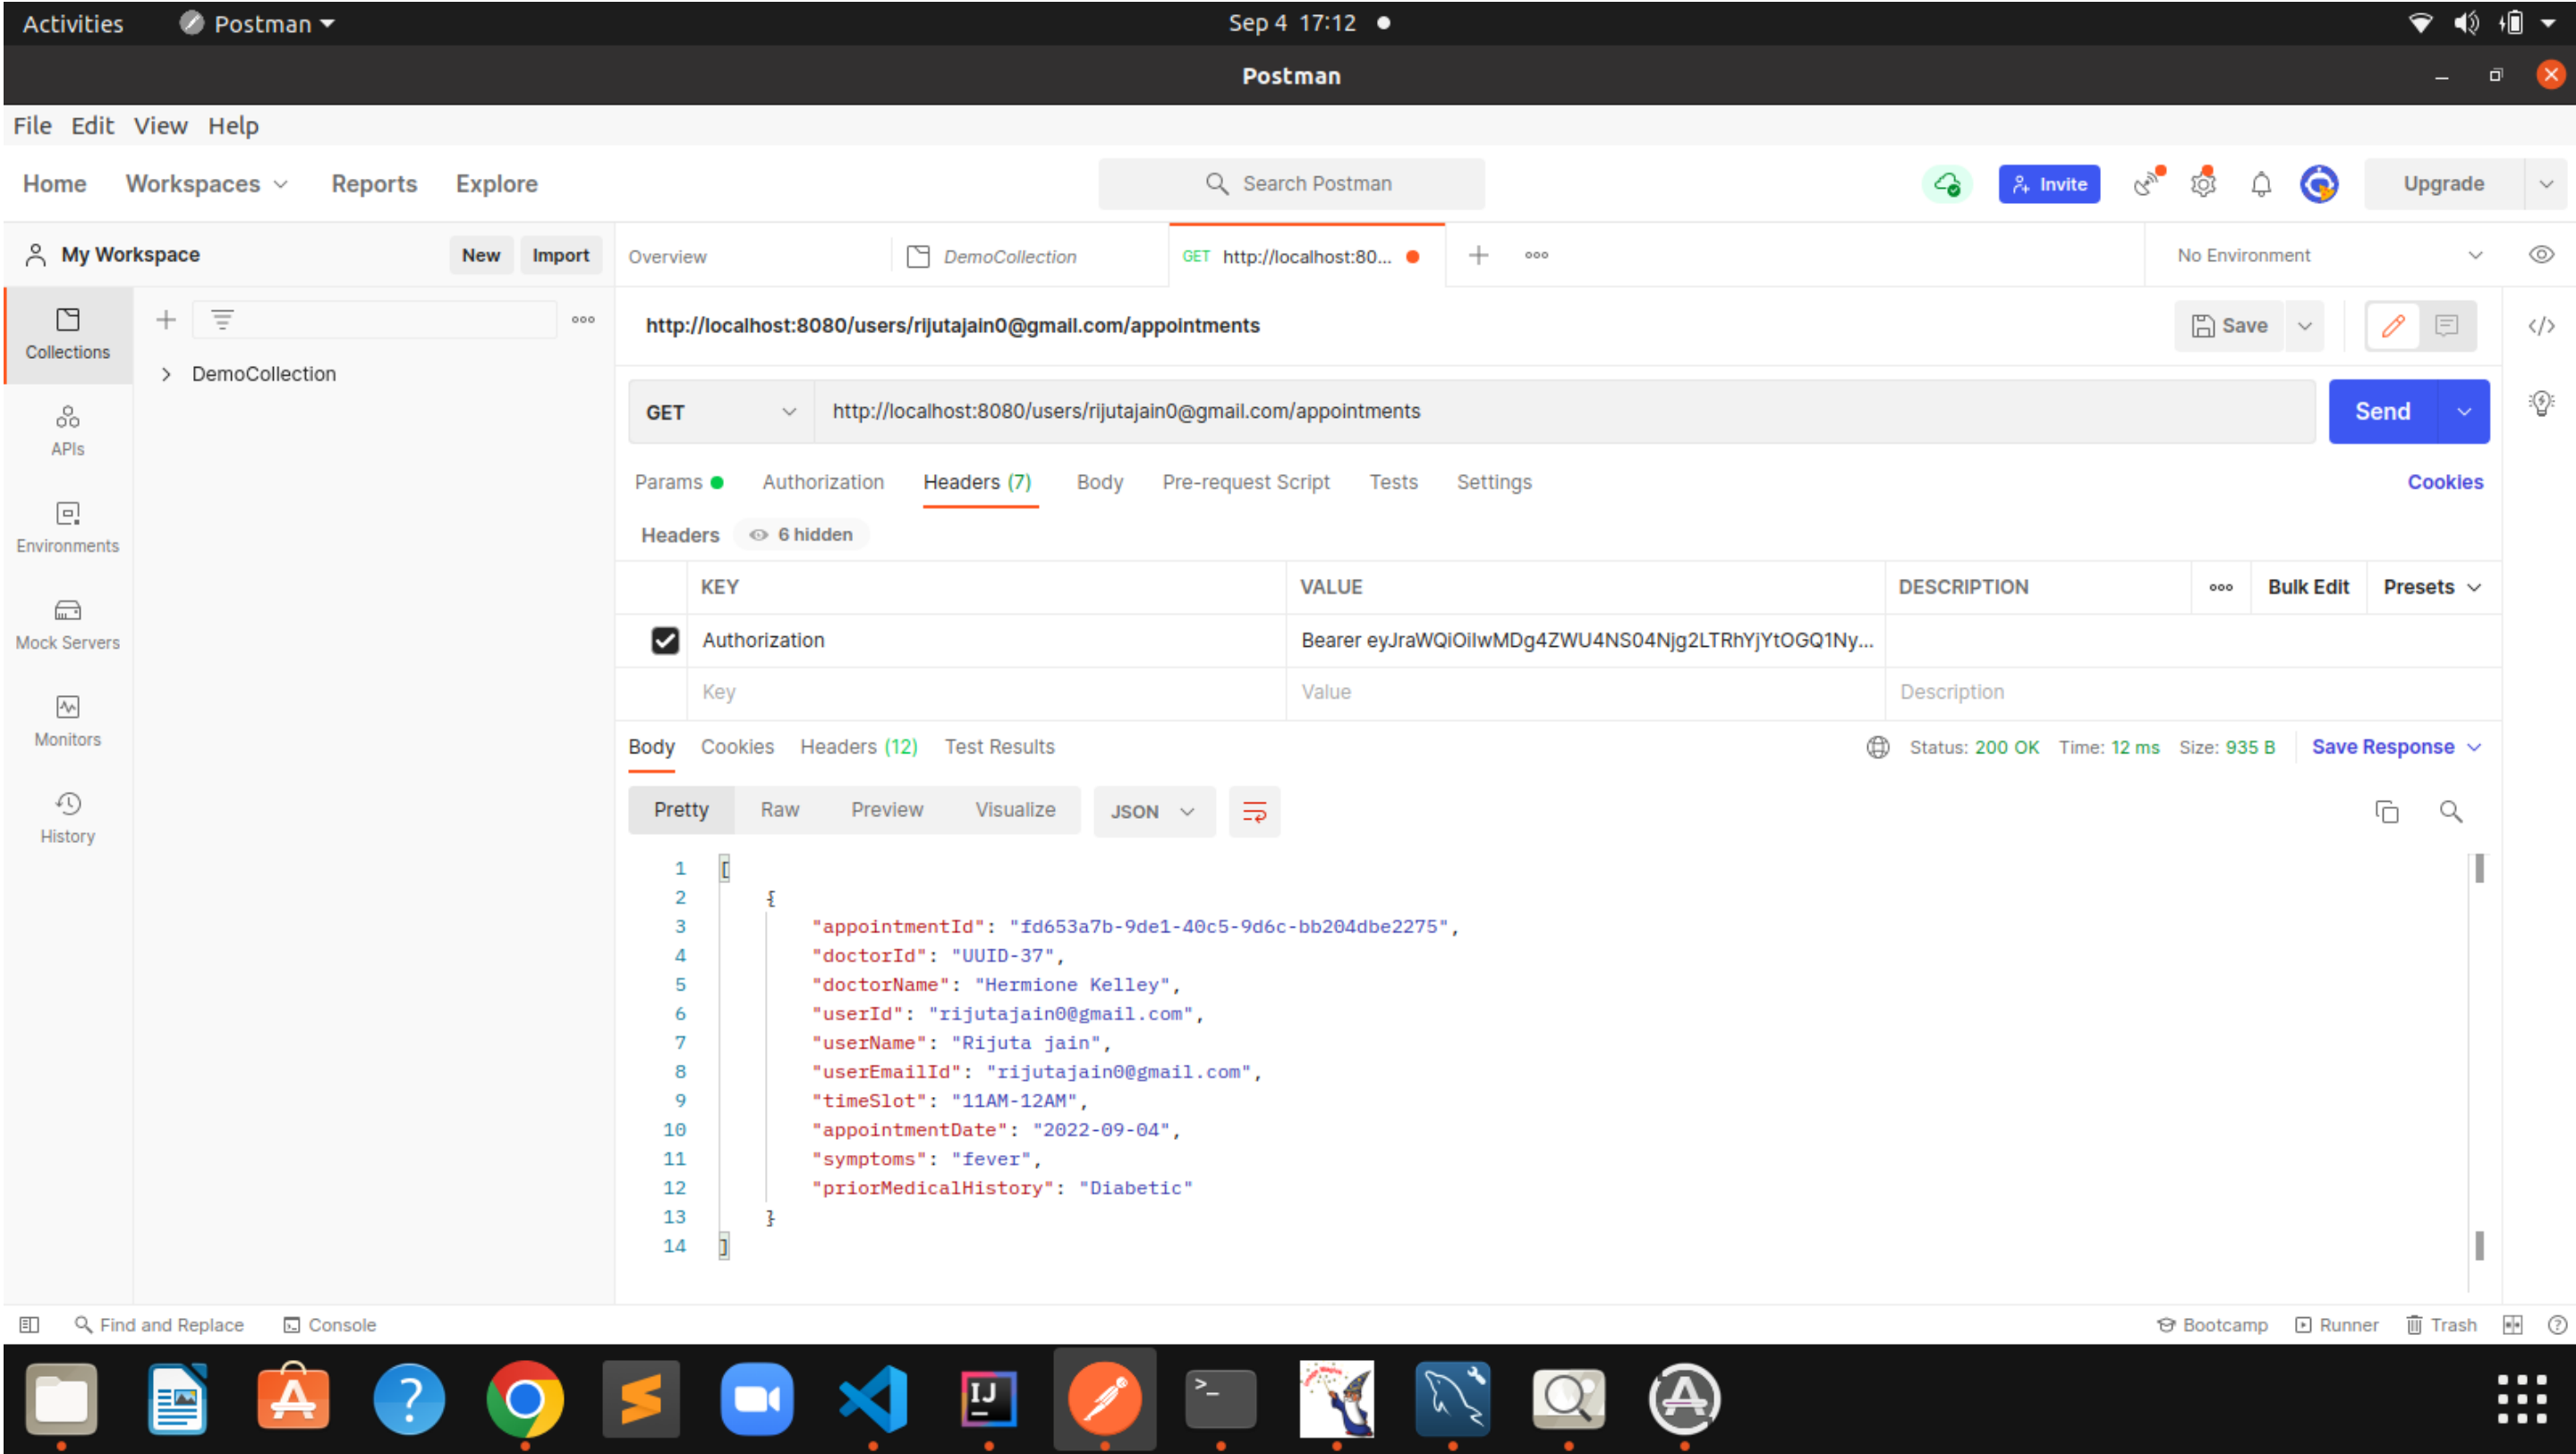 Activities Postman Sep 4 17:12
Postman
File Edit View Help
Home Workspaces Reports Explore Search Postman Invite Upgrade
My Workspace New Import Overview DemoCollection GET http://localhost:80... No Environment
http://localhost:8080/users/rijutajain0@gmail.com/appointments Save
Collections
DemoCollection
GET http://localhost:8080/users/rijutajain0@gmail.com/appointments Send
APIs
Params Authorization Headers (7) Body Pre-request Script Tests Settings Cookies
Environments
Headers 6 hidden
KEY VALUE DESCRIPTION Bulk Edit Presets
Mock Servers
Authorization Bearer eyJraWQiOiIwMDg4ZWU4NS04Njg2LTRhYjYtOGQ1Ny...
Key Value Description
Monitors
Body Cookies Headers (12) Test Results Status: 200 OK Time: 12 ms Size: 935 B Save Response
History
Pretty Raw Preview Visualize JSON
1 [
2 {
3 "appointmentId": "fd653a7b-9de1-40c5-9d6c-bb204dbe2275",
4 "doctorId": "UUID-37",
5 "doctorName": "Hermione Kelley",
6 "userId": "rijutajain0@gmail.com",
7 "userName": "Rijuta jain",
8 "userEmailId": "rijutajain0@gmail.com",
9 "timeSlot": "11AM-12AM",
10 "appointmentDate": "2022-09-04",
11 "symptoms": "fever",
12 "priorMedicalHistory": "Diabetic"
13 }
14 ]
Find and Replace Console Bootcamp Runner Trash
IJ